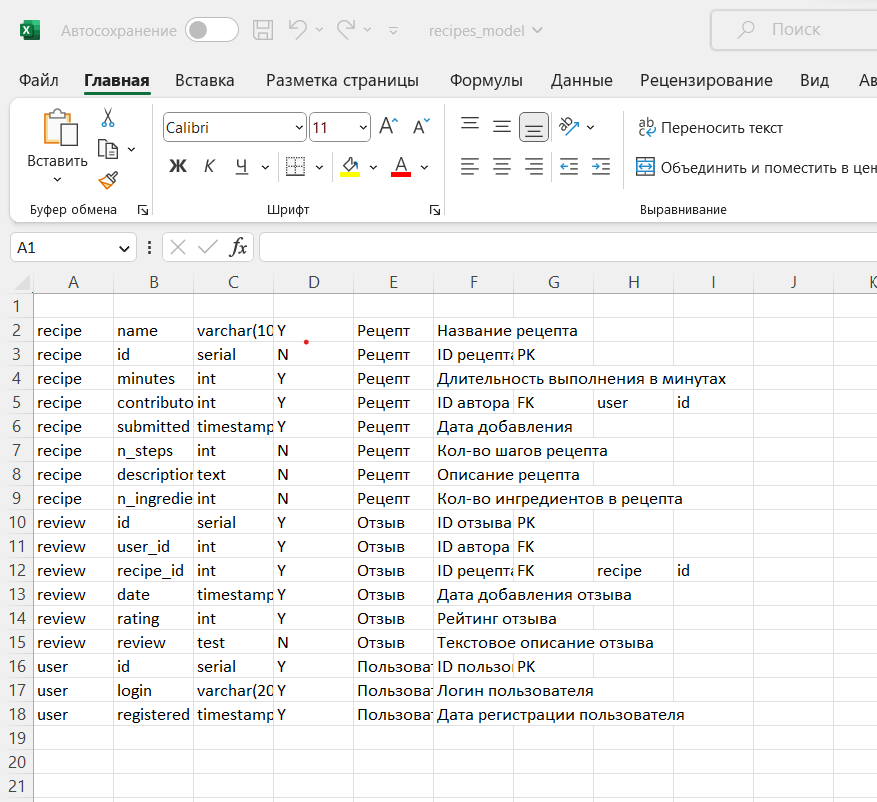 Автосохранение recipes_model Поиск
Файл Главная Вставка Разметка страницы Формулы Данные Рецензирование Вид Ав
Вставить Calibri 11 Переносить текст
Ж К Ч Объединить и поместить в цен
Буфер обмена Шрифт Выравнивание
A1 fx
A B C D E F G H I J K
1
2 recipe name varchar(10 Y Рецепт Название рецепта
3 recipe id serial N Рецепт ID рецепта PK
4 recipe minutes int Y Рецепт Длительность выполнения в минутах
5 recipe contributo int Y Рецепт ID автора FK user id
6 recipe submitted timestamp Y Рецепт Дата добавления
7 recipe n_steps int N Рецепт Кол-во шагов рецепта
8 recipe description text N Рецепт Описание рецепта
9 recipe n_ingredie int N Рецепт Кол-во ингредиентов в рецепта
10 review id serial Y Отзыв ID отзыва PK
11 review user_id int Y Отзыв ID автора FK
12 review recipe_id int Y Отзыв ID рецепта FK recipe id
13 review date timestamp Y Отзыв Дата добавления отзыва
14 review rating int Y Отзыв Рейтинг отзыва
15 review review test N Отзыв Текстовое описание отзыва
16 user id serial Y Пользоват ID пользо PK
17 user login varchar(20 Y Пользоват Логин пользователя
18 user registered timestamp Y Пользоват Дата регистрации пользователя
19
20
21